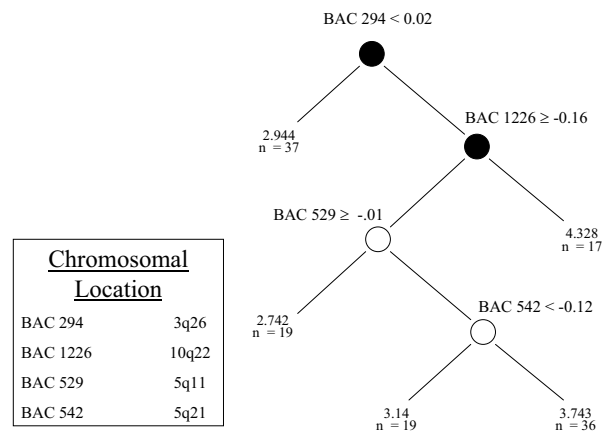 BAC 294 < 0.02
BAC 1226 ≥ -0.16
2.944
n = 37
BAC 529 ≥ -.01
4.328
n = 17
Chromosomal
Location
BAC 294 3q26
BAC 1226 10q22
BAC 529 5q11
BAC 542 5q21
BAC 542 < -0.12
2.742
n = 19
3.14
n = 19
3.743
n = 36